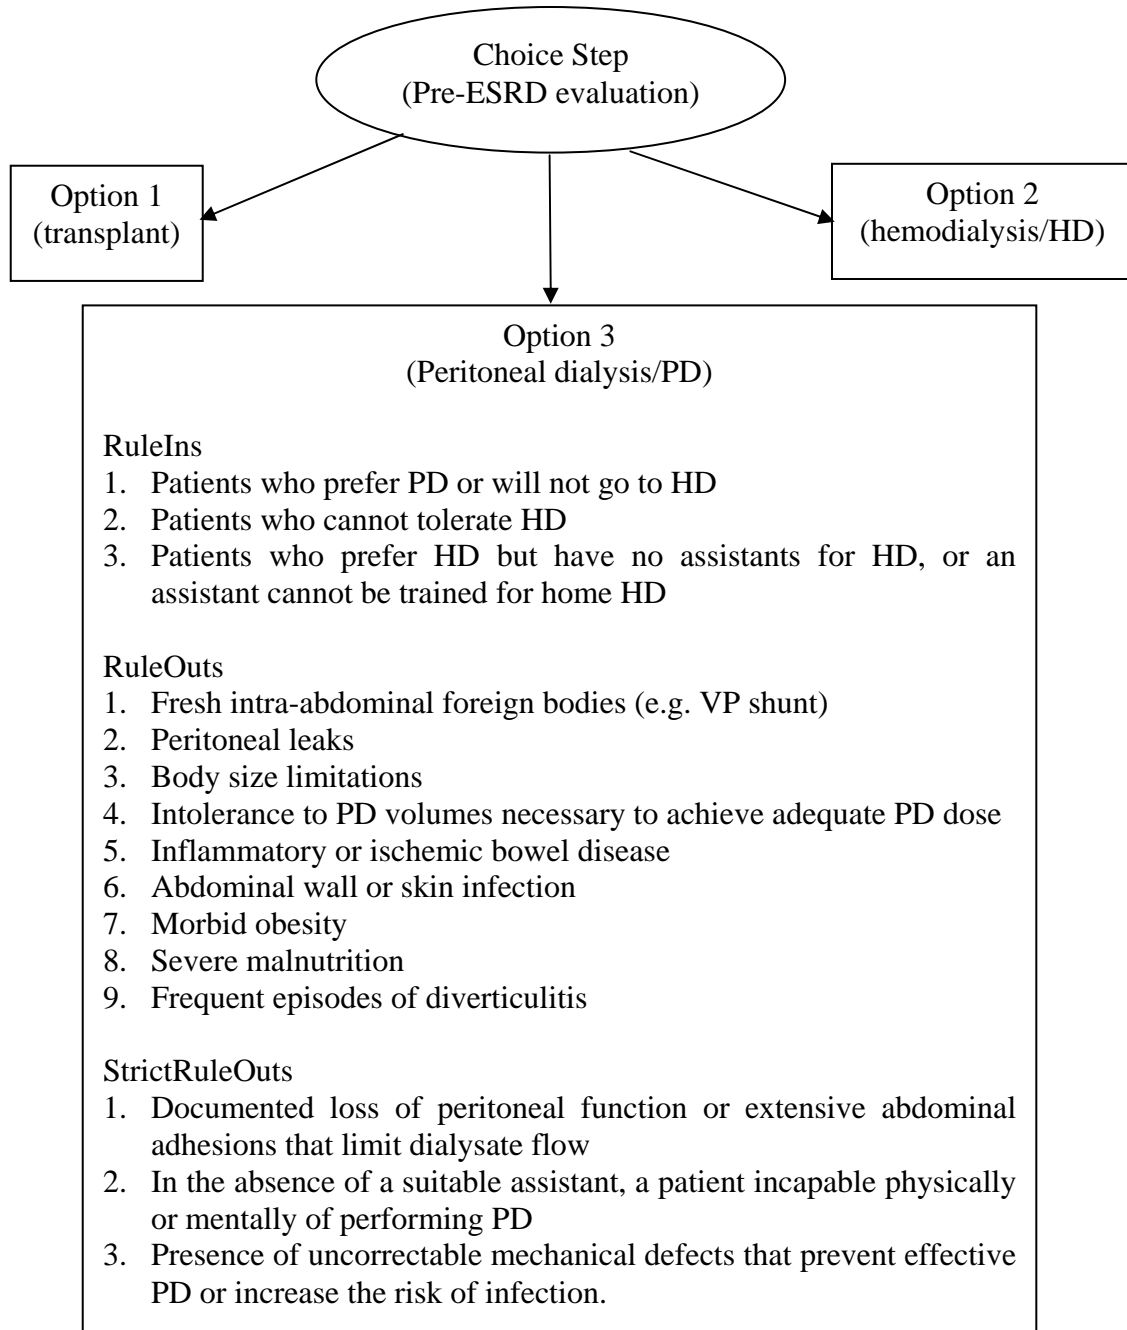 Choice Step
(Pre-ESRD evaluation)
Option 1
(transplant)
Option 2
(hemodialysis/HD)
Option 3
(Peritoneal dialysis/PD)
RuleIns
1. Patients who prefer PD or will not go to HD
2. Patients who cannot tolerate HD
3. Patients who prefer HD but have no assistants for HD, or an
assistant cannot be trained for home HD
RuleOuts
1. Fresh intra-abdominal foreign bodies (e.g. VP shunt)
2. Peritoneal leaks
3. Body size limitations
4. Intolerance to PD volumes necessary to achieve adequate PD dose
5. Inflammatory or ischemic bowel disease
6. Abdominal wall or skin infection
7. Morbid obesity
8. Severe malnutrition
9. Frequent episodes of diverticulitis
StrictRuleOuts
1. Documented loss of peritoneal function or extensive abdominal
adhesions that limit dialysate flow
2. In the absence of a suitable assistant, a patient incapable physically
or mentally of performing PD
3. Presence of uncorrectable mechanical defects that prevent effective
PD or increase the risk of infection.